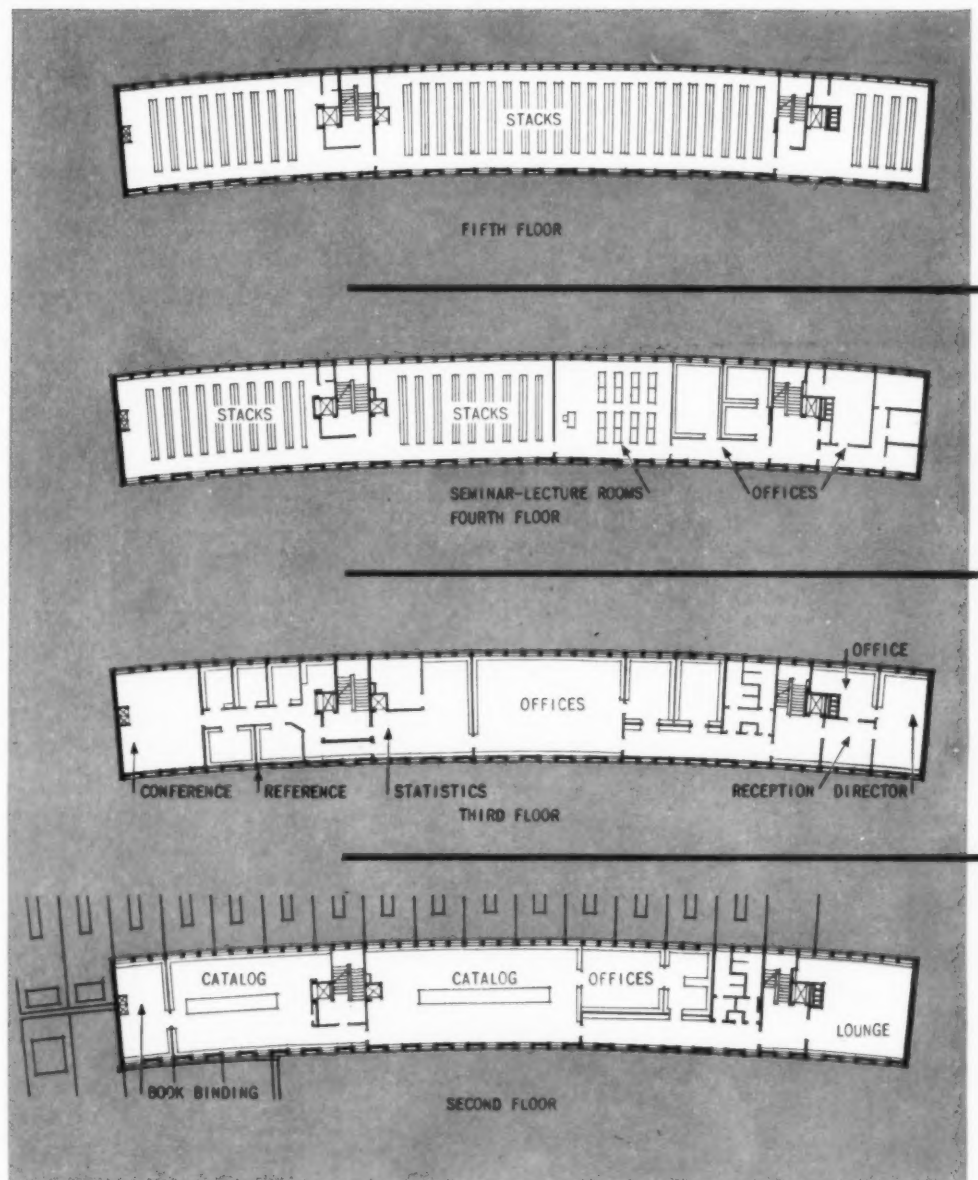 STACKS
FIFTH FLOOR
STACKS STACKS
SEMINAR-LECTURE ROOMS OFFICES
FOURTH FLOOR
OFFICE
OFFICES
CONFERENCE REFERENCE STATISTICS RECEPTION DIRECTOR
THIRD FLOOR
CATALOG CATALOG OFFICES
LOUNGE
BOOK BINDING
SECOND FLOOR